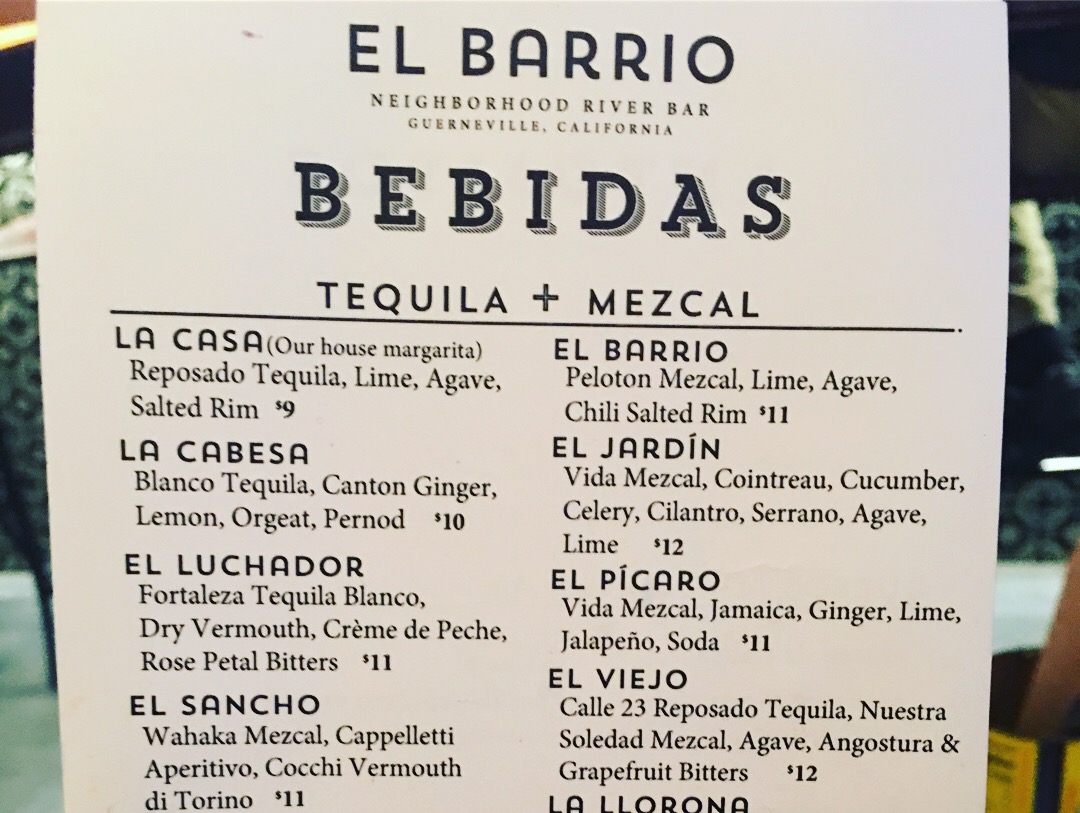 EL BARRIO
NEIGHBORHOOD RIVER BAR
GUERNEVILLE, CALIFORNIA
BEBIDAS
TEQUILA + MEZCAL
LA CASA (Our house margarita)
Reposado Tequila, Lime, Agave,
Salted Rim $9
LA CABESA
Blanco Tequila, Canton Ginger,
Lemon, Orgeat, Pernod $10
EL LUCHADOR
Fortaleza Tequila Blanco,
Dry Vermouth, Crème de Peche,
Rose Petal Bitters $11
EL SANCHO
Wahaka Mezcal, Cappelletti
Aperitivo, Cocchi Vermouth
di Torino $11
EL BARRIO
Peloton Mezcal, Lime, Agave,
Chili Salted Rim $11
EL JARDÍN
Vida Mezcal, Cointreau, Cucumber,
Celery, Cilantro, Serrano, Agave,
Lime $12
EL PÍCARO
Vida Mezcal, Jamaica, Ginger, Lime,
Jalapeño, Soda $11
EL VIEJO
Calle 23 Reposado Tequila, Nuestra
Soledad Mezcal, Agave, Angostura &
Grapefruit Bitters $12
LA LLORONA